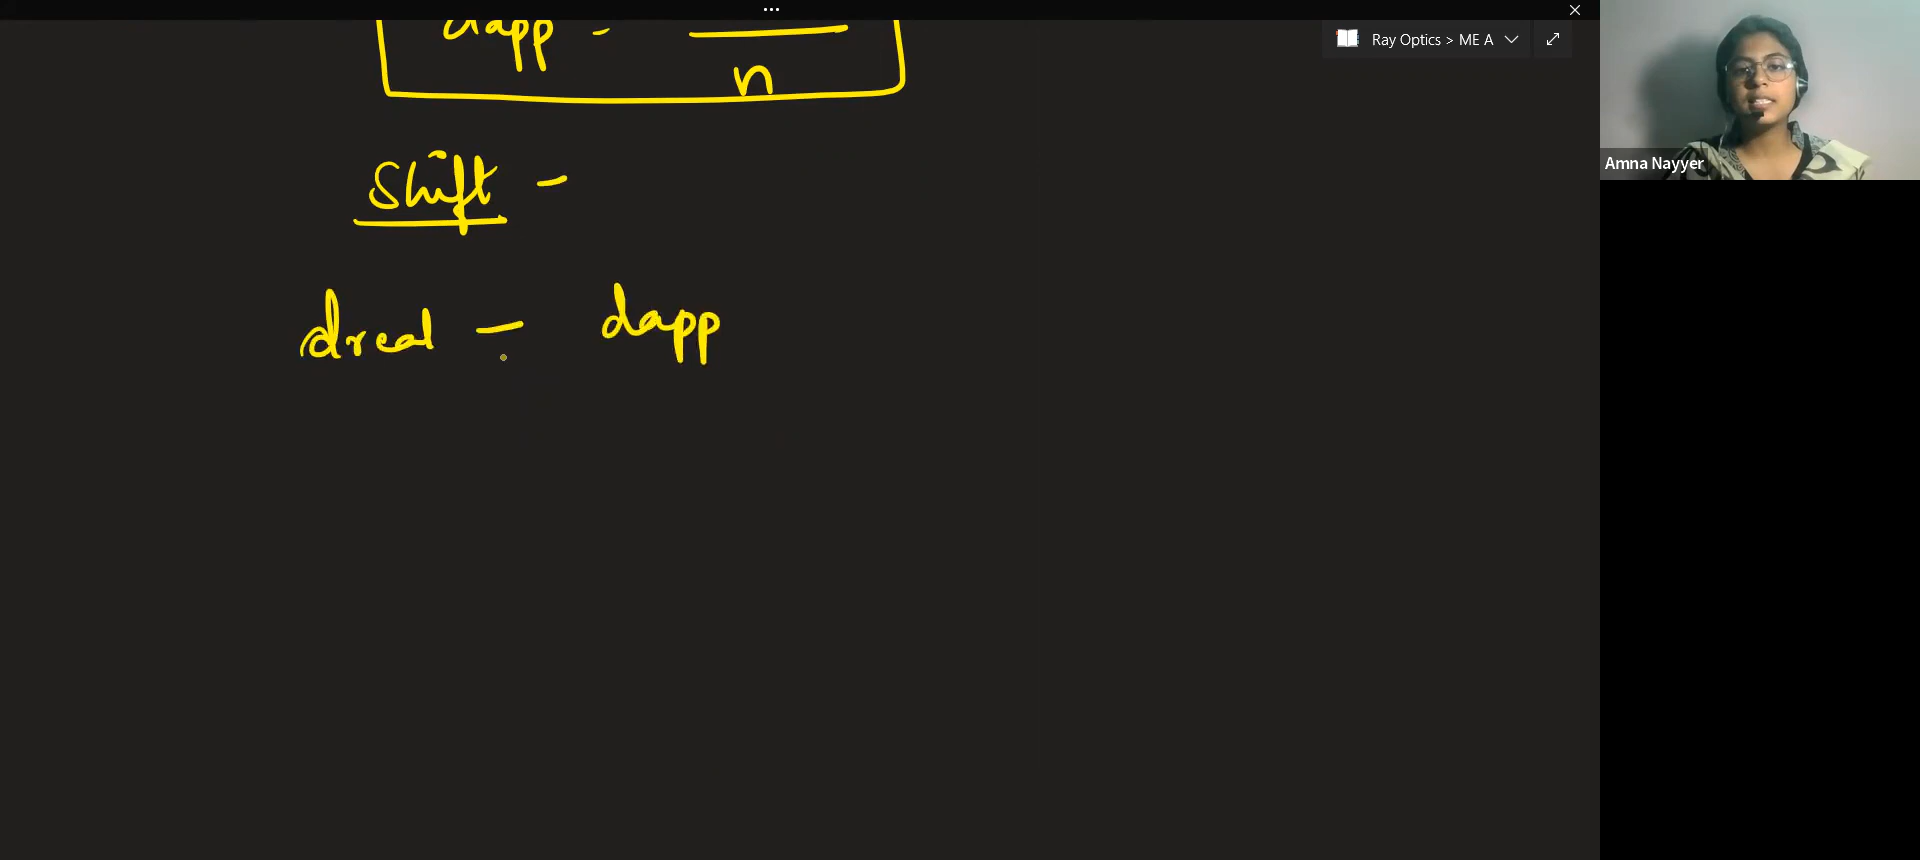 dapp =
n
Ray Optics > ME A
Amna Nayyer
Shift -
dreal - dapp